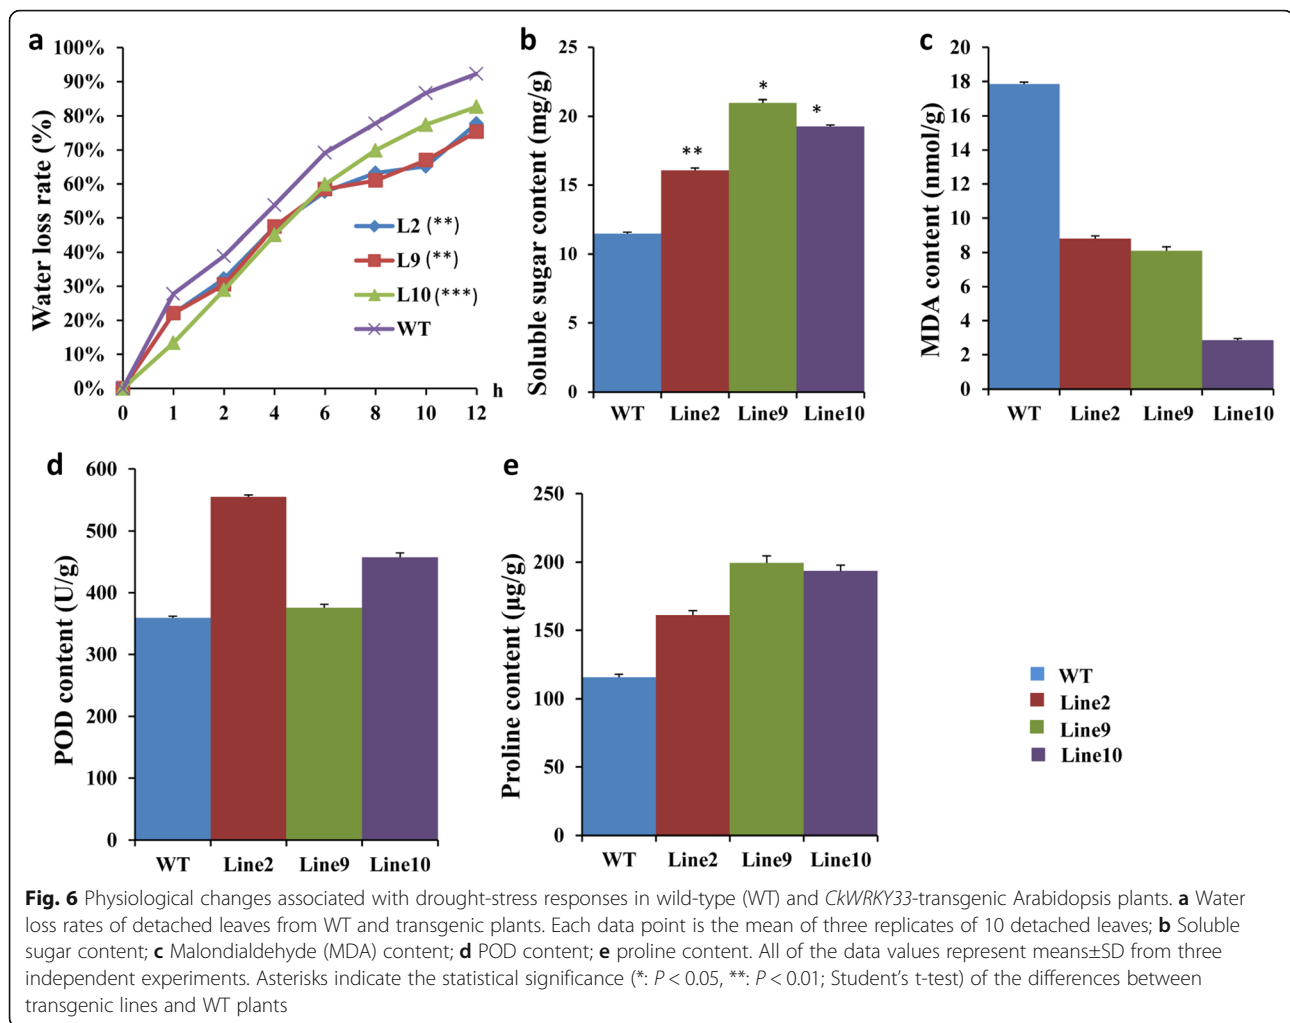 a
100%
90%
80%
70%
60%
50%
40%
30%
20%
10%
0%
Water loss rate (%)
0 1 2 4 6 8 10 12 h
L2 (**)
L9 (**)
L10 (***)
WT
b
25
20
15
10
5
0
Soluble sugar content (mg/g)
**
*
*
WT Line2 Line9 Line10
c
20
18
16
14
12
10
8
6
4
2
0
MDA content (nmol/g)
WT Line2 Line9 Line10
d
600
500
400
300
200
100
0
POD content (U/g)
WT Line2 Line9 Line10
e
250
200
150
100
50
0
Proline content (µg/g)
WT Line2 Line9 Line10
WT
Line2
Line9
Line10
Fig. 6 Physiological changes associated with drought-stress responses in wild-type (WT) and CkWRKY33-transgenic Arabidopsis plants. a Water
loss rates of detached leaves from WT and transgenic plants. Each data point is the mean of three replicates of 10 detached leaves; b Soluble
sugar content; c Malondialdehyde (MDA) content; d POD content; e proline content. All of the data values represent means±SD from three
independent experiments. Asterisks indicate the statistical significance (*: P < 0.05, **: P < 0.01; Student's t-test) of the differences between
transgenic lines and WT plants